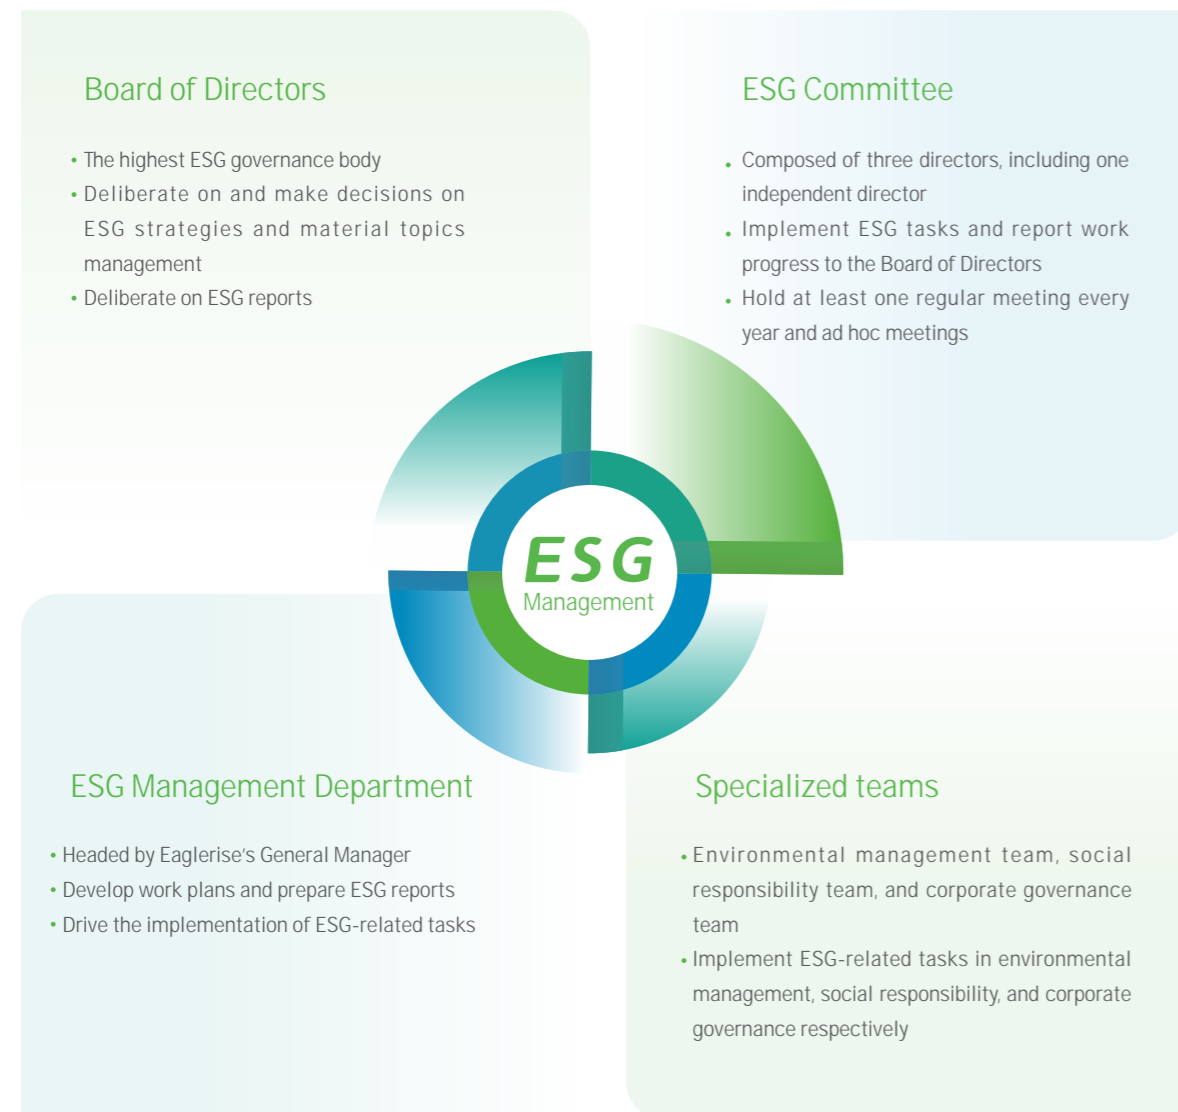 Board of Directors
• The highest ESG governance body
• Deliberate on and make decisions on
ESG strategies and material topics
management
• Deliberate on ESG reports
ESG Committee
• Composed of three directors, including one
independent director
• Implement ESG tasks and report work
progress to the Board of Directors
• Hold at least one regular meeting every
year and ad hoc meetings
ESG
Management
ESG Management Department
• Headed by Eaglerise’s General Manager
• Develop work plans and prepare ESG reports
• Drive the implementation of ESG-related tasks
Specialized teams
• Environmental management team, social
responsibility team, and corporate governance
team
• Implement ESG-related tasks in environmental
management, social responsibility, and corporate
governance respectively